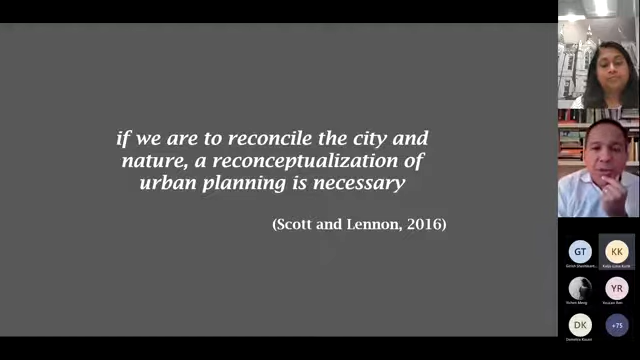 if we are to reconcile the city and
nature, a reconceptualization of
urban planning is necessary
(Scott and Lennon, 2016)
GT
KK
YR
DK
+75